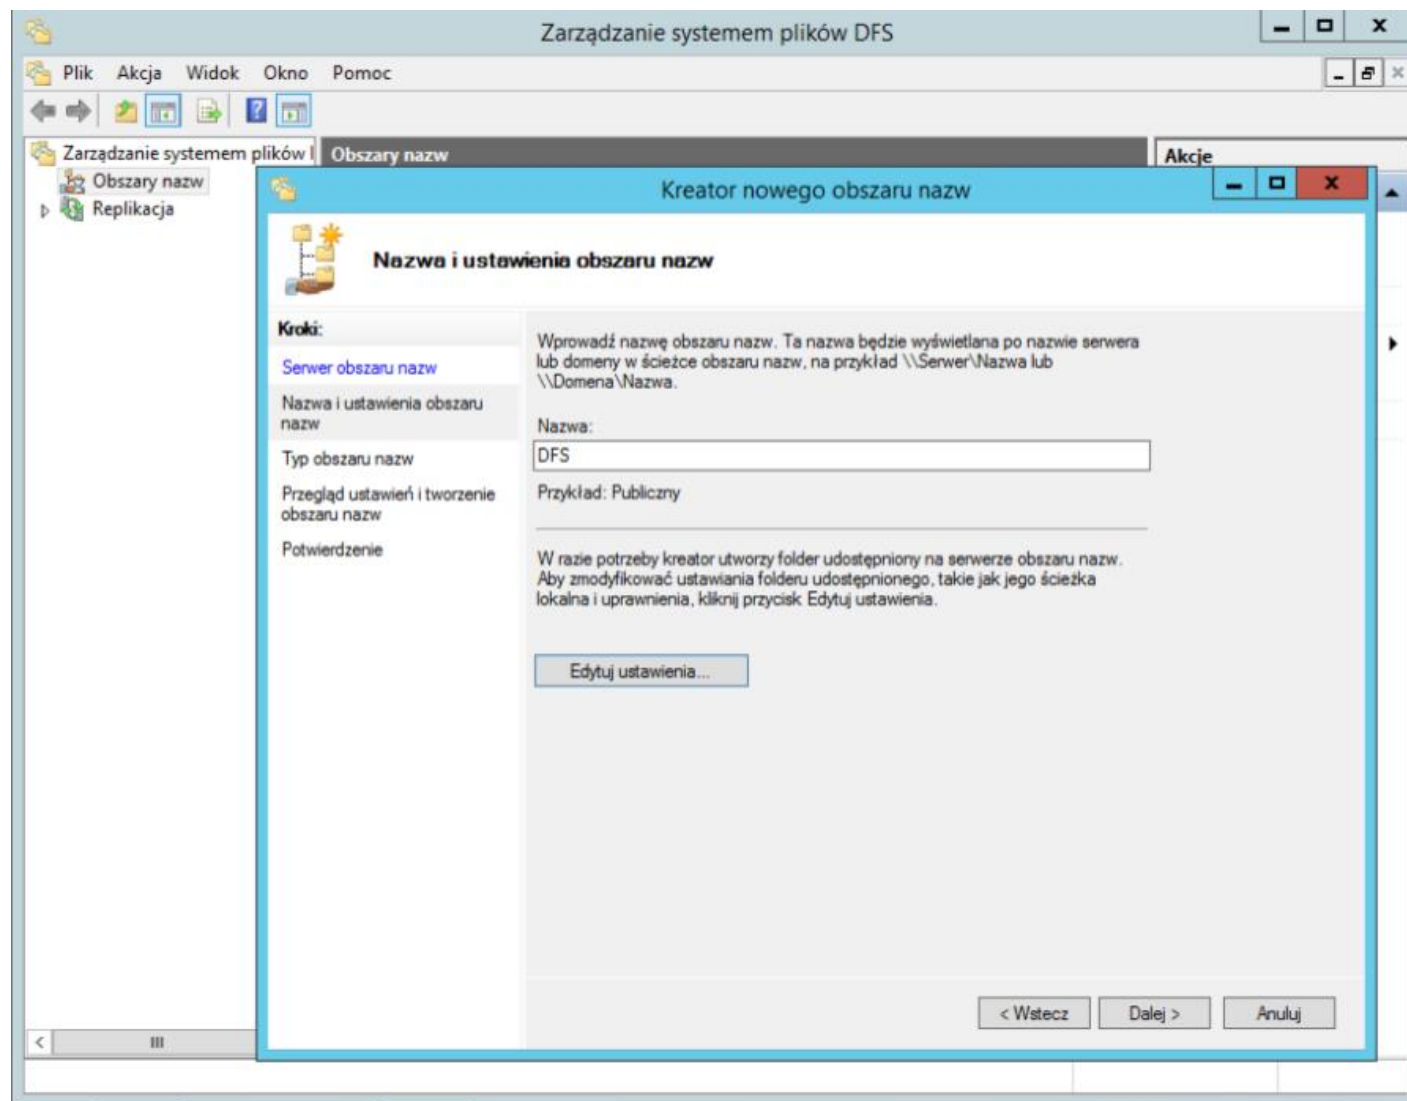 Zarządzanie systemem plików DFS
Plik Akcja Widok Okno Pomoc
Zarządzanie systemem plików
Obszary nazw
Replikacja
Obszary nazw
Akcje
Kreator nowego obszaru nazw
Nazwa i ustawienia obszaru nazw
Kroki:
Serwer obszaru nazw
Nazwa i ustawienia obszaru
nazw
Typ obszaru nazw
Przegląd ustawień i tworzenie
obszaru nazw
Potwierdzenie
Wprowadź nazwę obszaru nazw. Ta nazwa będzie wyświetlana po nazwie serwera
lub domeny w ścieżce obszaru nazw, na przykład \\Serwer\Nazwa lub
\\Domena\Nazwa.
Nazwa:
DFS
Przykład: Publiczny
W razie potrzeby kreator utworzy folder udostępniony na serwerze obszaru nazw.
Aby zmodyfikować ustawiania folderu udostępnionego, takie jak jego ścieżka
lokalna i uprawnienia, kliknij przycisk Edytuj ustawienia.
Edytuj ustawienia...
< Wstecz
Dalej >
Anuluj